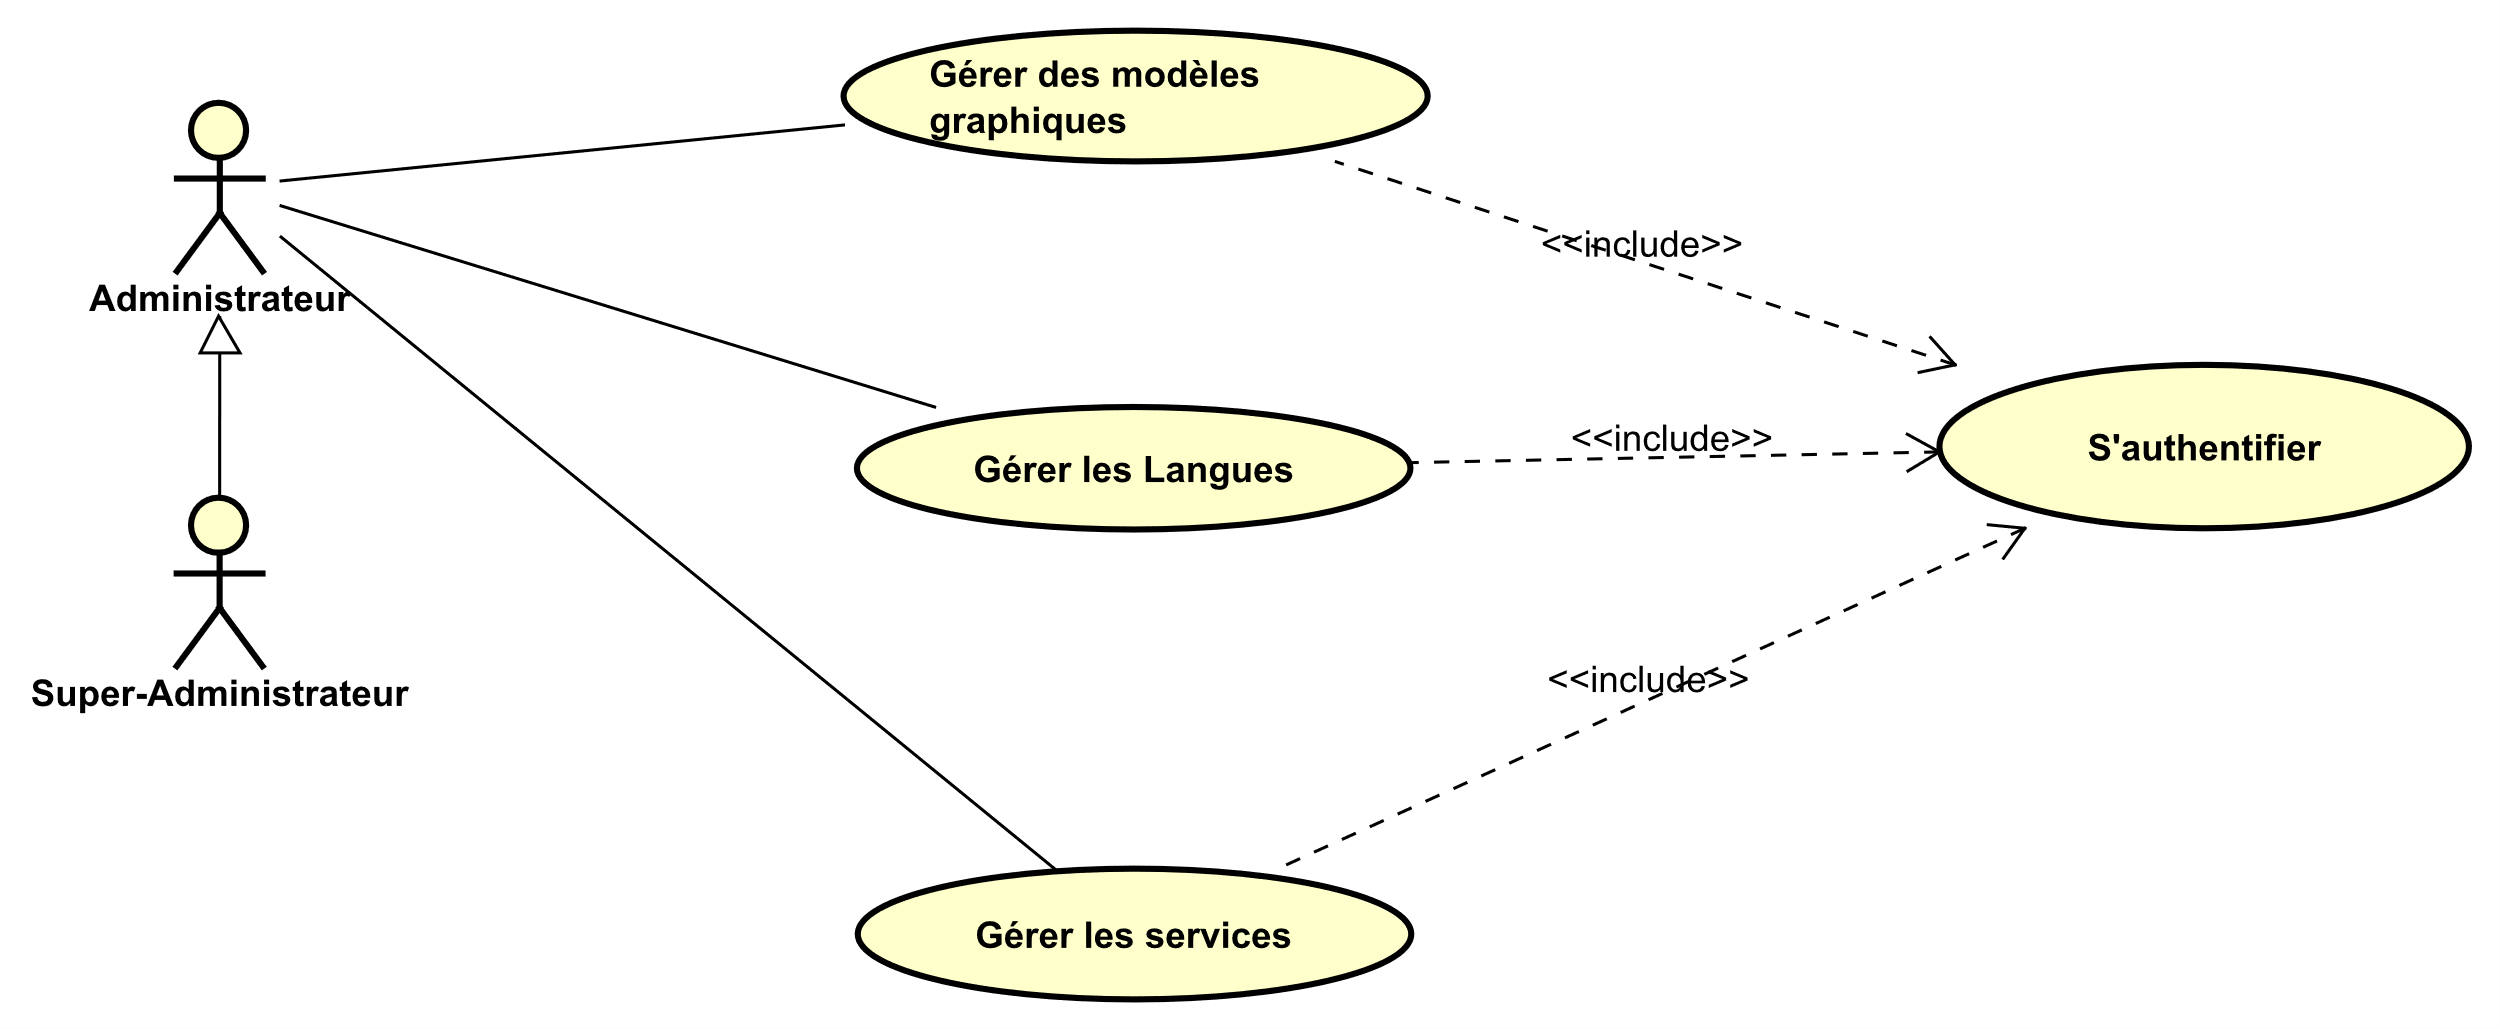 Gérer des modèles
graphiques
<<include>>
Administrateur
<<include>>
S'authentifier
Gérer les Langues
<<include>>
Super-Administrateur
Gérer les services